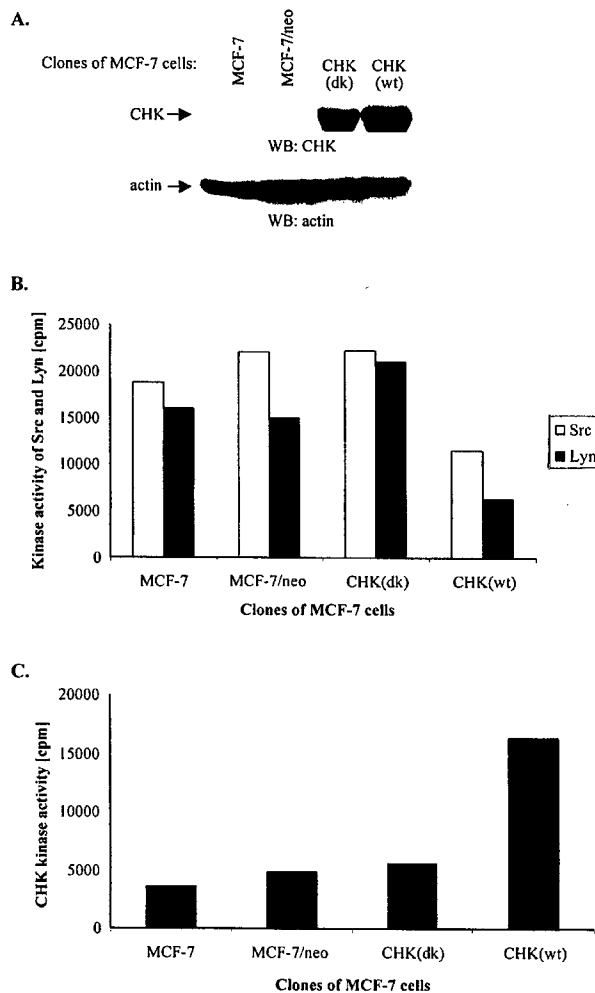 A.
Clones of MCF-7 cells:
MCF-7
MCF-7/neo
CHK
(dk)
CHK
(wt)
CHK
WB: CHK
actin
WB: actin
B.
Kinase activity of Src and Lyn [cpm]
25000
20000
15000
10000
5000
0
MCF-7
MCF-7/neo
CHK(dk)
CHK(wt)
Clones of MCF-7 cells
Src
Lyn
C.
CHK kinase activity [cpm]
20000
15000
10000
5000
0
MCF-7
MCF-7/neo
CHK(dk)
CHK(wt)
Clones of MCF-7 cells